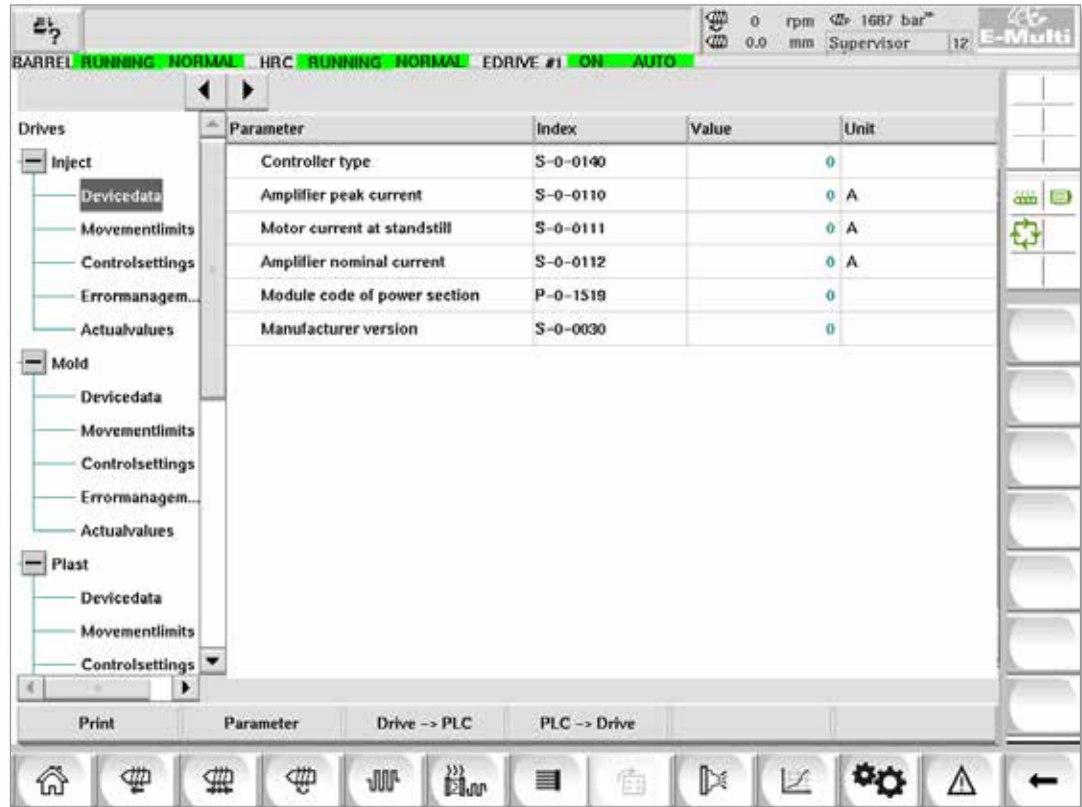 ?
0 rpm 1687 bar
0.0 mm Supervisor 12 E-Multi
BARREL RUNNING NORMAL HRC RUNNING NORMAL EDRIVE #1 ON AUTO
Drives
Parameter Index Value Unit
Inject
Controller type S-0-0140 0
Devicedata
Amplifier peak current S-0-0110 0 A
Movementlimits
Motor current at standstill S-0-0111 0 A
Controlsettings
Amplifier nominal current S-0-0112 0 A
Errormanagem...
Module code of power section P-0-1519 0
Actualvalues
Manufacturer version S-0-0030 0
Mold
Devicedata
Movementlimits
Controlsettings
Errormanagem...
Actualvalues
Plast
Devicedata
Movementlimits
Controlsettings
Print Parameter Drive -> PLC PLC -> Drive